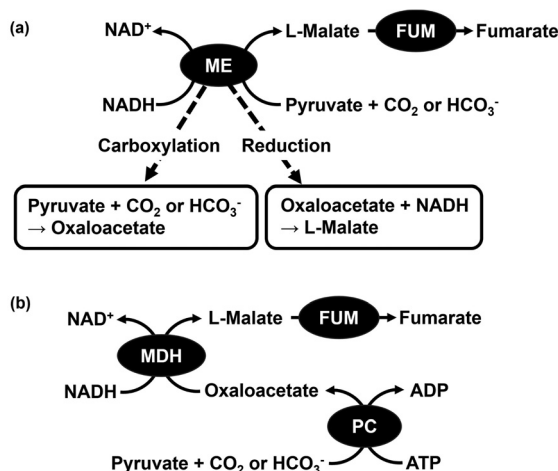 (a)
NAD⁺ L-Malate FUM Fumarate
ME
NADH Pyruvate + CO₂ or HCO₃⁻
Carboxylation Reduction
Pyruvate + CO₂ or HCO₃⁻
→ Oxaloacetate
Oxaloacetate + NADH
→ L-Malate
(b)
NAD⁺ L-Malate FUM Fumarate
MDH
NADH Oxaloacetate ADP
PC
Pyruvate + CO₂ or HCO₃⁻ ATP